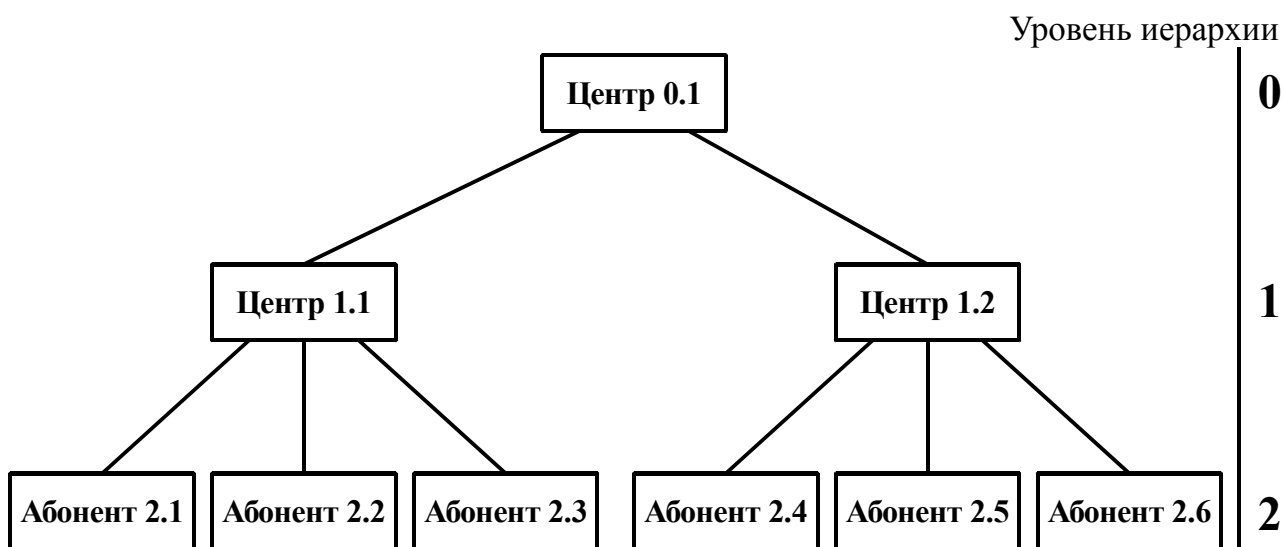 Уровень иерархии
Центр 0.1
0
Центр 1.1
Центр 1.2
1
Абонент 2.1
Абонент 2.2
Абонент 2.3
Абонент 2.4
Абонент 2.5
Абонент 2.6
2